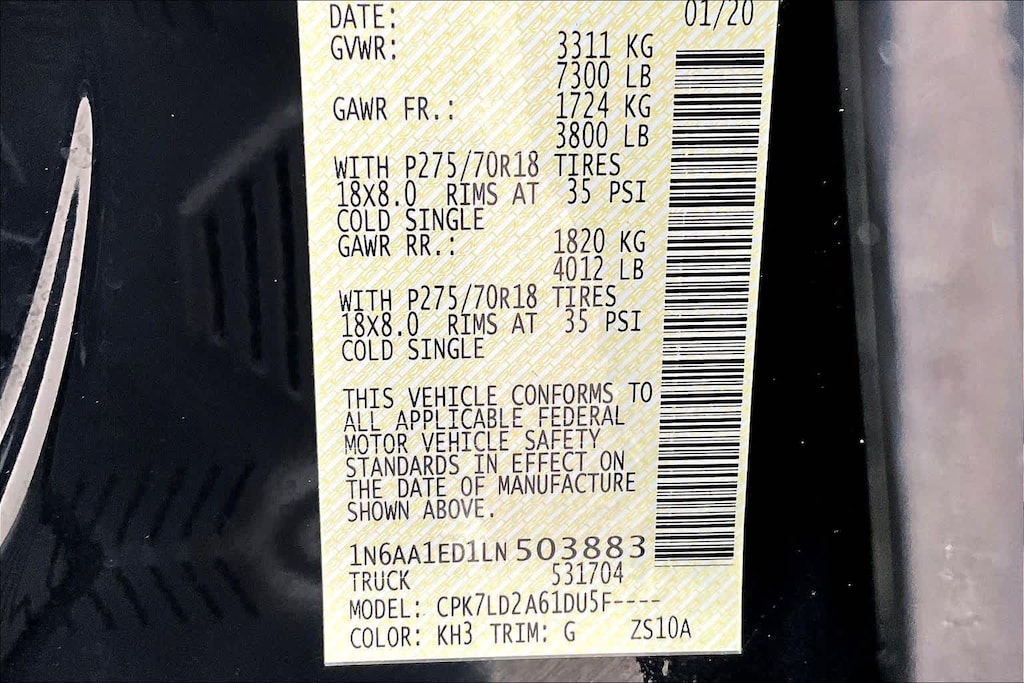 DATE: 01/20
GVWR: 3311 KG
7300 LB
GAWR FR.: 1724 KG
3800 LB
WITH P275/70R18 TIRES
18X8.0 RIMS AT 35 PSI
COLD SINGLE
GAWR RR.: 1820 KG
4012 LB
WITH P275/70R18 TIRES
18X8.0 RIMS AT 35 PSI
COLD SINGLE
THIS VEHICLE CONFORMS TO
ALL APPLICABLE FEDERAL
MOTOR VEHICLE SAFETY
STANDARDS IN EFFECT ON
THE DATE OF MANUFACTURE
SHOWN ABOVE.
1N6AA1ED1LN 503883
TRUCK 531704
MODEL: CPK7LD2A61DU5F----
COLOR: KH3 TRIM: G ZS10A